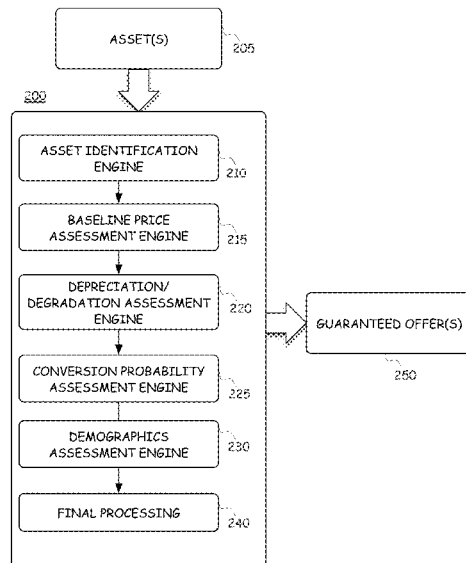 ASSET(S)
205
200
ASSET IDENTIFICATION
ENGINE
210
BASELINE PRICE
ASSESSMENT ENGINE
215
DEPRECIATION/
DEGRADATION ASSESSMENT
ENGINE
220
GUARANTEED OFFER(S)
250
CONVERSION PROBABILITY
ASSESSMENT ENGINE
225
DEMOGRAPHICS
ASSESSMENT ENGINE
230
FINAL PROCESSING
240